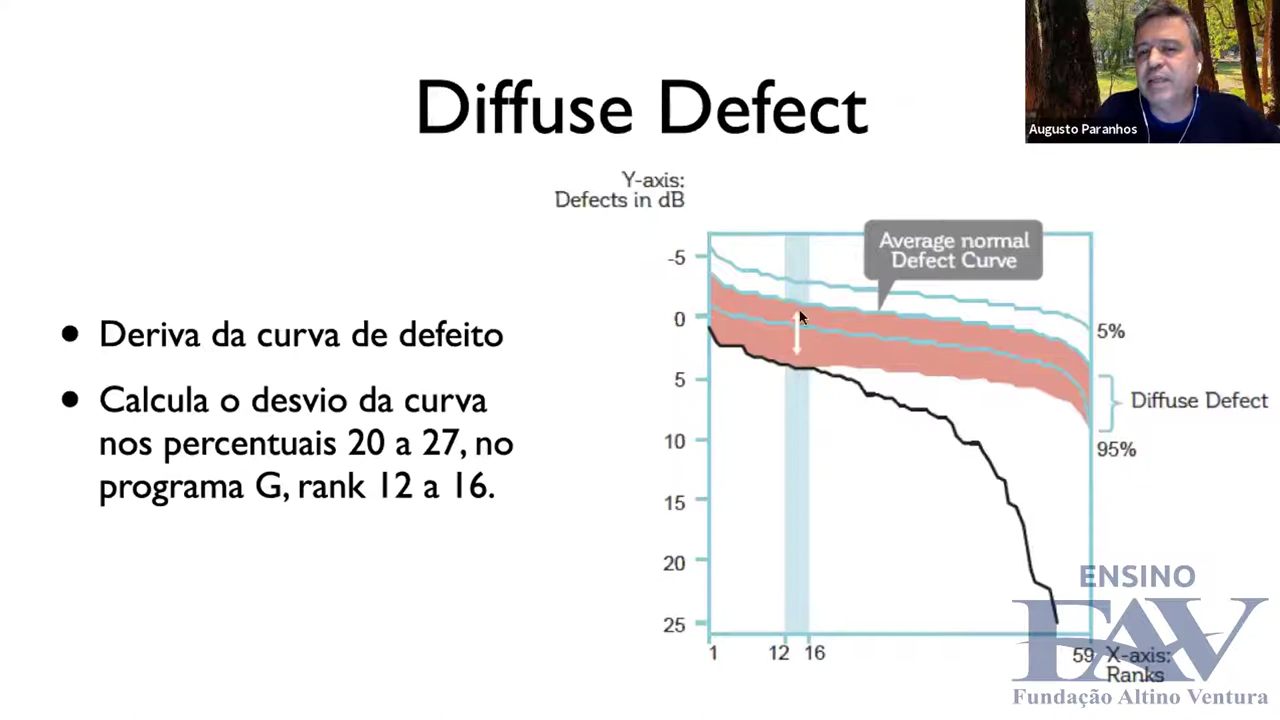 Diffuse Defect
Augusto Paranhos
Y-axis:
Defects in dB
Average normal
Defect Curve
• Deriva da curva de defeito
• Calcula o desvio da curva
nos percentuais 20 a 27, no
programa G, rank 12 a 16.
-5
0
5
10
15
20
25
5%
Diffuse Defect
95%
1
12
16
59
X-axis:
Ranks
ENSINO
FAV
Fundação Altino Ventura